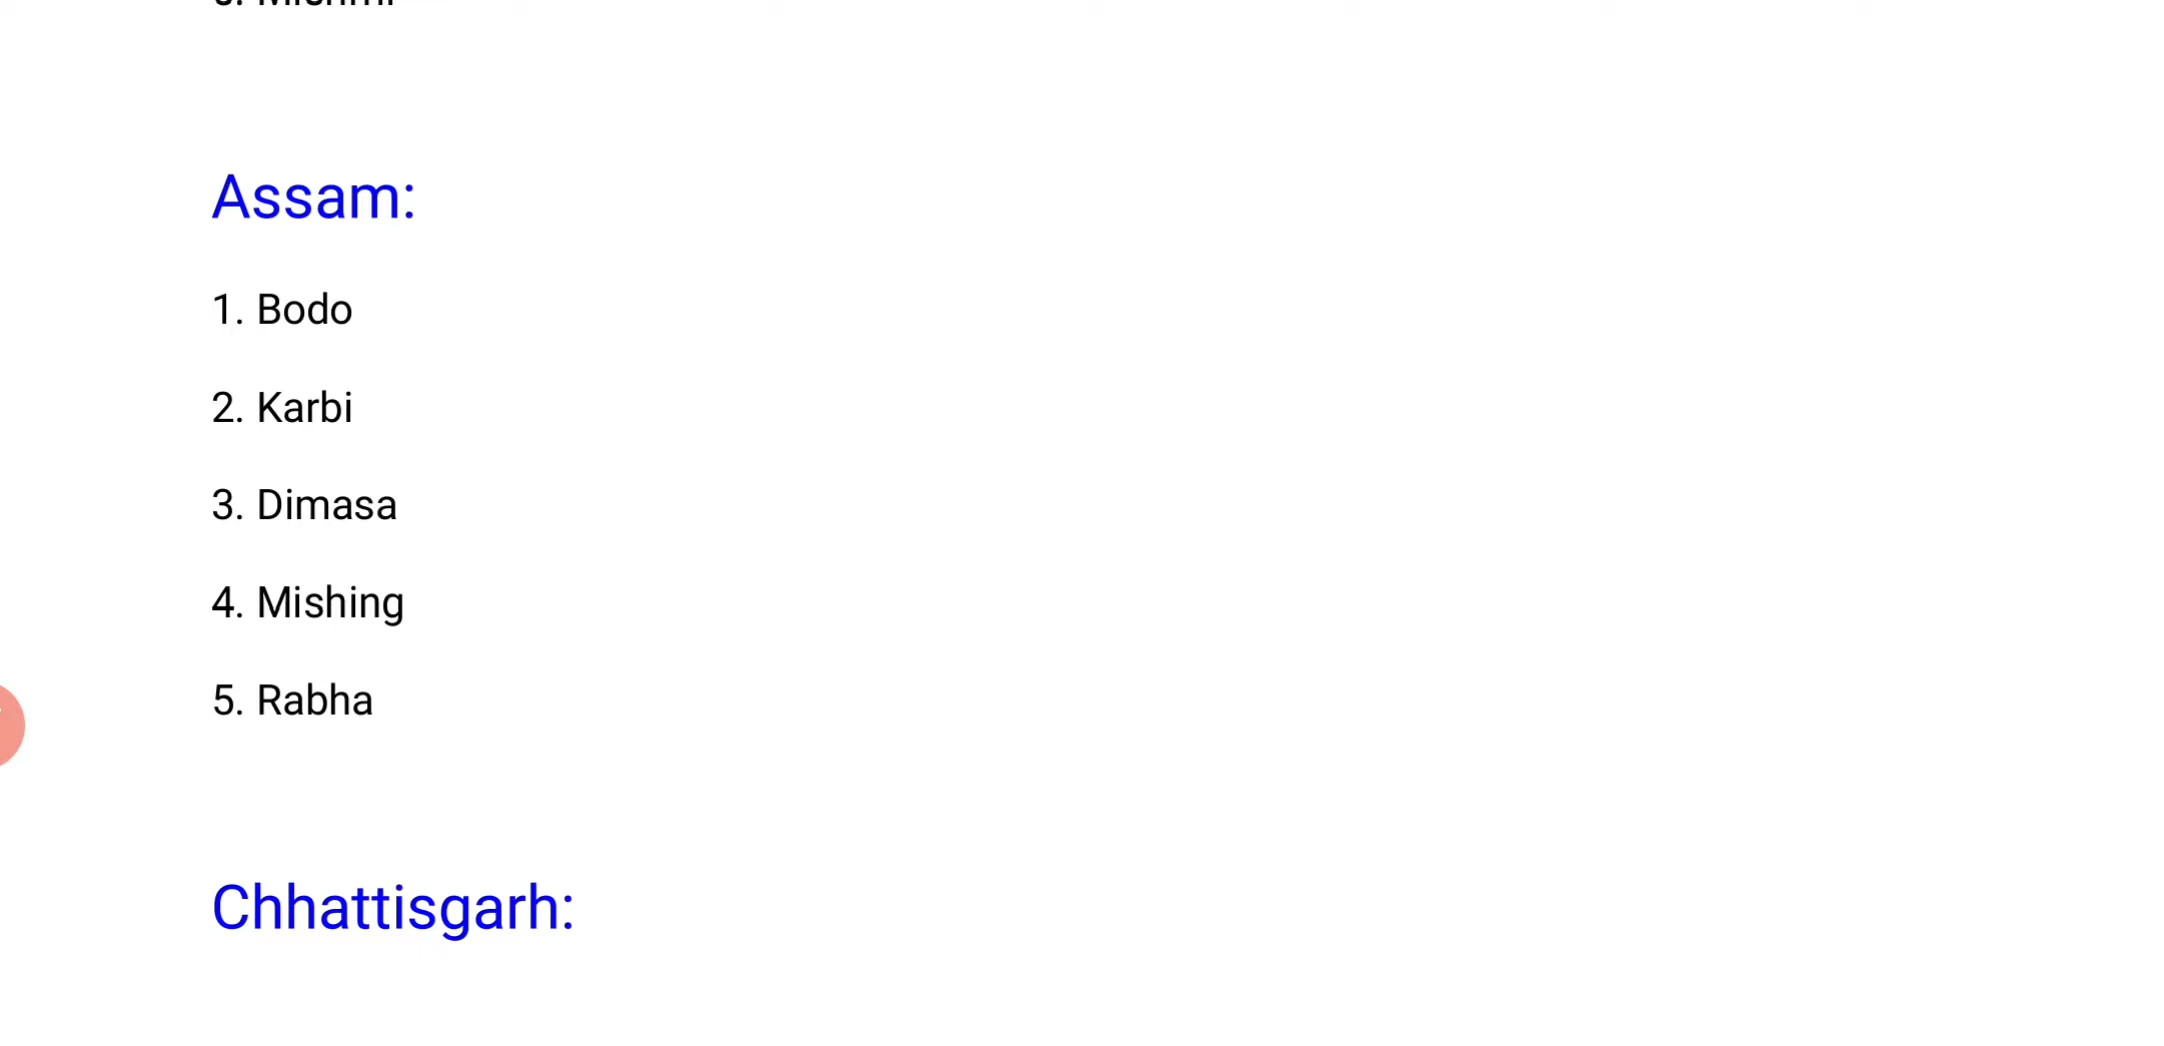 Assam:
1. Bodo
2. Karbi
3. Dimasa
4. Mishing
5. Rabha
Chhattisgarh: